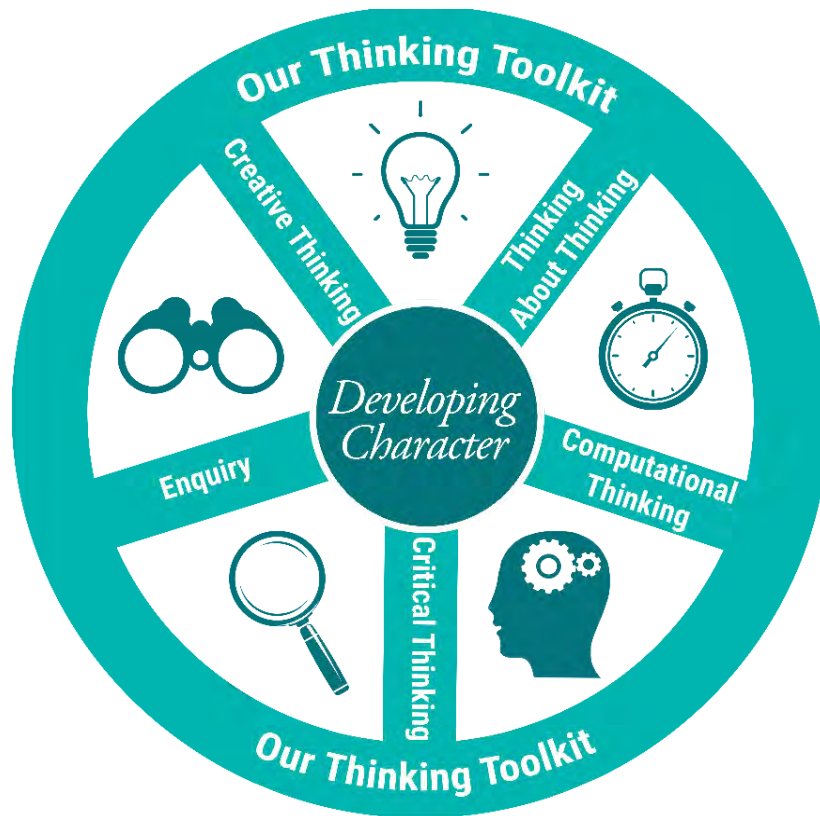 Our Thinking Toolkit
Creative Thinking
Thinking
About Thinking
Developing
Character
Enquiry
Computational
Thinking
Critical Thinking
Our Thinking Toolkit